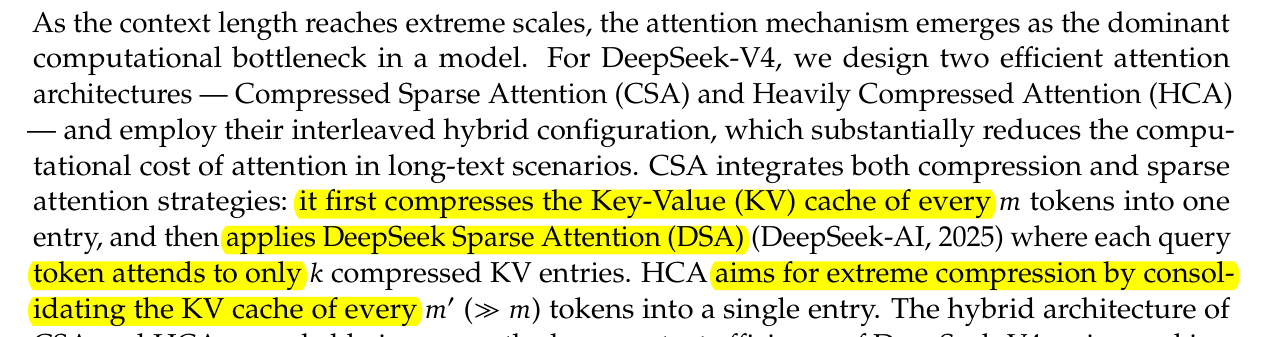 As the context length reaches extreme scales, the attention mechanism emerges as the dominant
computational bottleneck in a model. For DeepSeek-V4, we design two efficient attention
architectures — Compressed Sparse Attention (CSA) and Heavily Compressed Attention (HCA)
— and employ their interleaved hybrid configuration, which substantially reduces the compu-
tational cost of attention in long-text scenarios. CSA integrates both compression and sparse
attention strategies: it first compresses the Key-Value (KV) cache of every m tokens into one
entry, and then applies DeepSeek Sparse Attention (DSA) (DeepSeek-AI, 2025) where each query
token attends to only k compressed KV entries. HCA aims for extreme compression by consol-
idating the KV cache of every m′ (≫ m) tokens into a single entry. The hybrid architecture of